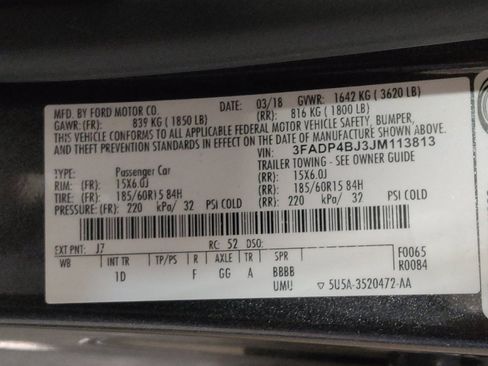 MFD. BY FORD MOTOR CO. DATE: 03/18 GVWR: 1642 KG ( 3620 LB)
GAWR: (FR): 839 KG ( 1850 LB) (RR): 816 KG ( 1800 LB)
THIS VEHICLE CONFORMS TO ALL APPLICABLE FEDERAL MOTOR VEHICLE SAFETY, BUMPER,
AND THEFT PREVENTION STANDARDS IN EFFECT ON THE DATE OF MANUFACTURE SHOWN ABOVE.
VIN: 3FADP4BJ3JM113813
TYPE: Passenger Car TRAILER TOWING - SEE OWNER GUIDE
RIM: (FR): 15X6.0J (RR): 15X6.0J
TIRE: (FR): 185/60R15 84H (RR): 185/60R15 84H
PRESSURE: (FR): 220 kPa/ 32 PSI COLD (RR): 220 kPa/ 32 PSI COLD
EXT PNT: J7 RC: 52 DSO: F0065
WB INT TR TP/PS R AXLE TR SPR R0084
1D F GG A BBBB
UMU ▽ 5U5A-3520472-AA